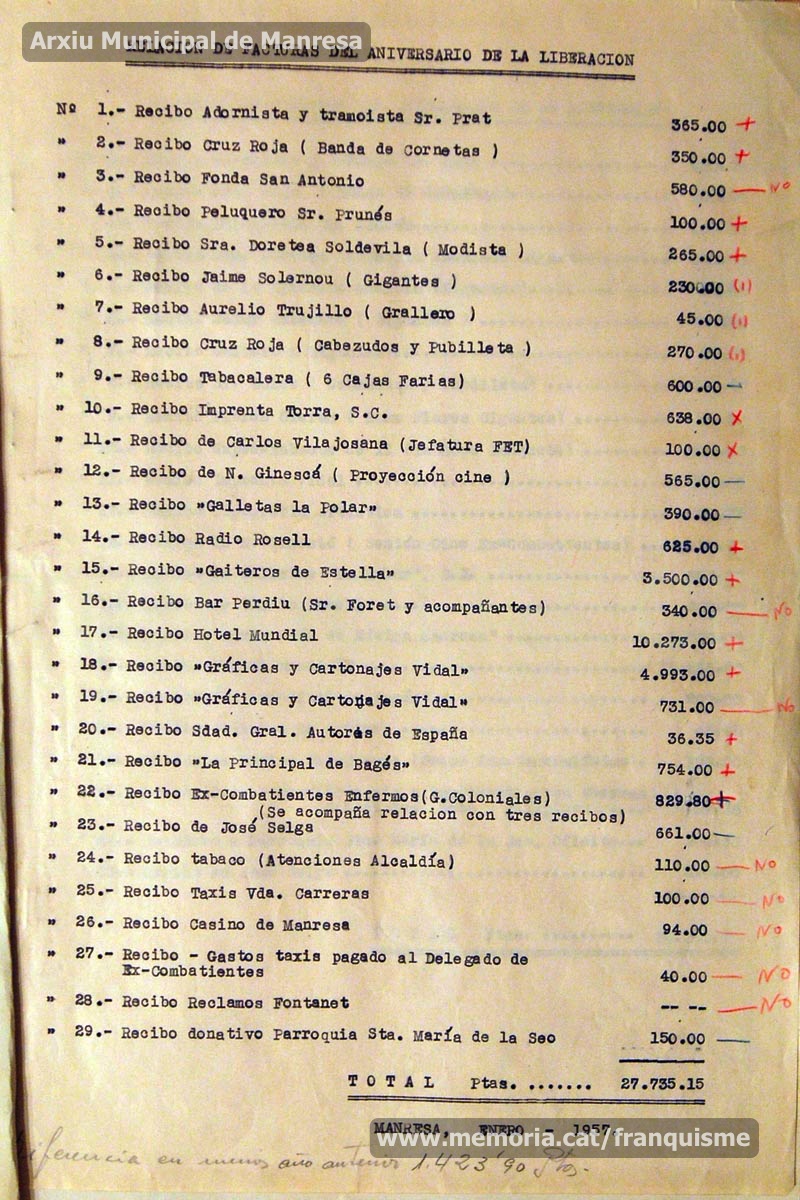 Arxiu Municipal de Manresa
RELACION DE FACTURAS DEL ANIVERSARIO DE LA LIBERACION
Nº 1.- Recibo Adornista y tramoista Sr. Prat 365.00 +
" 2.- Recibo Cruz Roja ( Banda de Cornetas ) 350.00 +
" 3.- Recibo Fonda San Antonio 580.00 — No
" 4.- Recibo Peluquero Sr. Prunés 100.00 +
" 5.- Recibo Sra. Doretea Soldevila ( Modista ) 265.00 +
" 6.- Recibo Jaime Solernou ( Gigantes ) 230.00 (1)
" 7.- Recibo Aurelio Trujillo ( Grallero ) 45.00 (1)
" 8.- Recibo Cruz Roja ( Cabezudos y Pubilleta ) 270.00 (1)
" 9.- Recibo Tabacalera ( 6 Cajas Farias) 600.00 —
" 10.- Recibo Imprenta Torra, S.C. 638.00 x
" 11.- Recibo de Carlos Vilajosana (Jefatura FET) 100.00 x
" 12.- Recibo de N. Ginescá ( Proyección cine ) 565.00 —
" 13.- Recibo "Galletas la Polar" 390.00 —
" 14.- Recibo Radio Rosell 625.00 +
" 15.- Recibo "Gaiteros de Estella" 3.500.00 +
" 16.- Recibo Bar Perdiu (Sr. Foret y acompañantes) 340.00 — No
" 17.- Recibo Hotel Mundial 10.273.00 +
" 18.- Recibo "Gráficas y Cartonajes Vidal" 4.993.00 +
" 19.- Recibo "Gráficas y Cartonajes Vidal" 731.00 — No
" 20.- Recibo Sdad. Gral. Autores de España 36.35 +
" 21.- Recibo "La Principal de Bagés" 754.00 +
" 22.- Recibo Ex-Combatientes Enfermos(G.Coloniales) 829.80 +
(Se acompaña relacion con tres recibos)
" 23.- Recibo de José Selga 661.00 —
" 24.- Recibo tabaco (Atenciones Alcaldía) 110.00 — No
" 25.- Recibo Taxis Vda. Carreras 100.00 — No
" 26.- Recibo Casino de Manresa 94.00 — No
" 27.- Recibo - Gastos taxis pagado al Delegado de
Ex-Combatientes 40.00 — No
" 28.- Recibo Reclamos Fontanet -- -- — No
" 29.- Recibo donativo Parroquia Sta. María de la Seo 150.00 —
T O T A L Ptas. ....... 27.735.15
MANRESA, ENERO - 1957.
www.memoria.cat/franquisme
Diferencia en menos año anterior 1.423'90 Ptas.